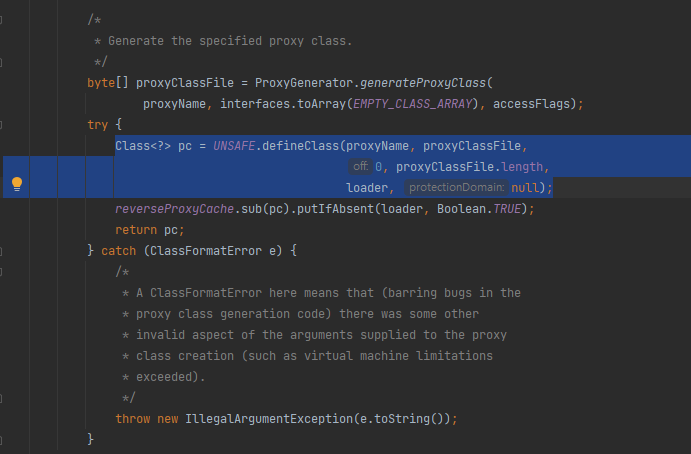 /*
 * Generate the specified proxy class.
 */
byte[] proxyClassFile = ProxyGenerator.generateProxyClass(
        proxyName, interfaces.toArray(EMPTY_CLASS_ARRAY), accessFlags);
try {
    Class<?> pc = UNSAFE.defineClass(proxyName, proxyClassFile,
                                     off: 0, proxyClassFile.length,
                                     loader, protectionDomain: null);
    reverseProxyCache.sub(pc).putIfAbsent(loader, Boolean.TRUE);
    return pc;
} catch (ClassFormatError e) {
    /*
     * A ClassFormatError here means that (barring bugs in the
     * proxy class generation code) there was some other
     * invalid aspect of the arguments supplied to the proxy
     * class creation (such as virtual machine limitations
     * exceeded).
     */
    throw new IllegalArgumentException(e.toString());
}